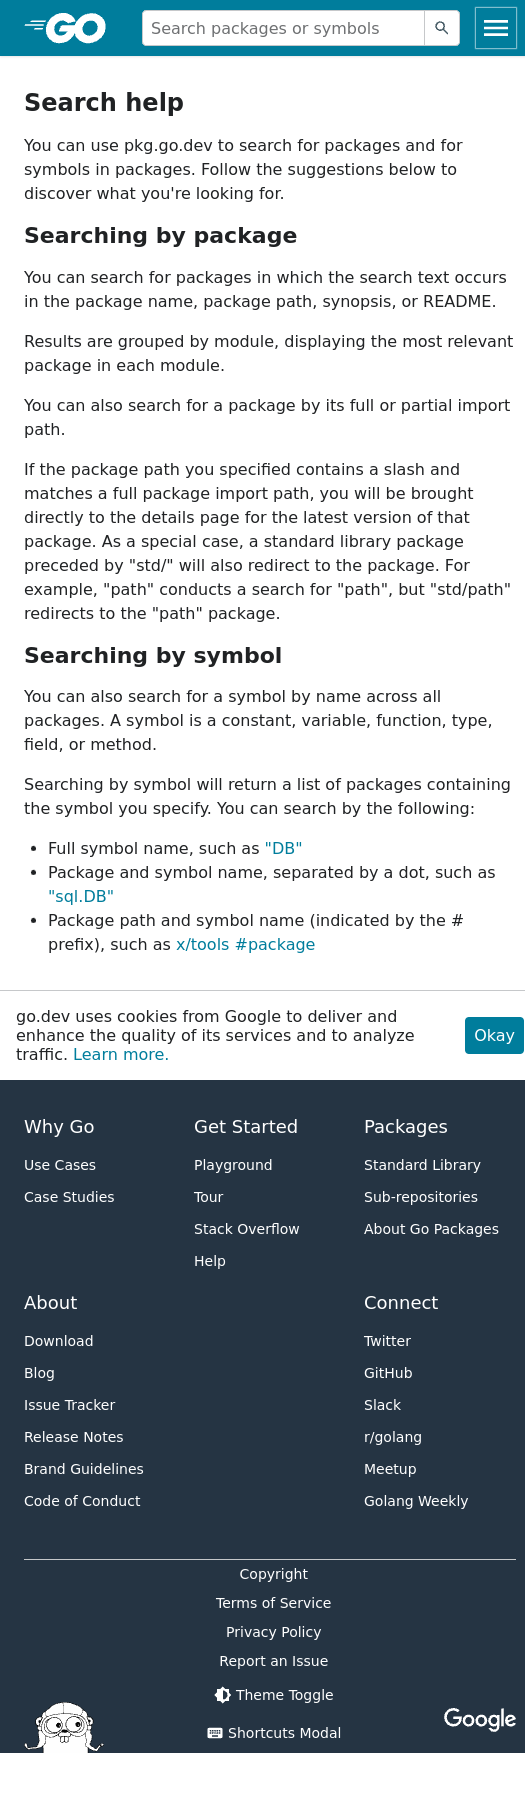 GO
Search packages or symbols
Search help
You can use pkg.go.dev to search for packages and for
symbols in packages. Follow the suggestions below to
discover what you're looking for.
Searching by package
You can search for packages in which the search text occurs
in the package name, package path, synopsis, or README.
Results are grouped by module, displaying the most relevant
package in each module.
You can also search for a package by its full or partial import
path.
If the package path you specified contains a slash and
matches a full package import path, you will be brought
directly to the details page for the latest version of that
package. As a special case, a standard library package
preceded by "std/" will also redirect to the package. For
example, "path" conducts a search for "path", but "std/path"
redirects to the "path" package.
Searching by symbol
You can also search for a symbol by name across all
packages. A symbol is a constant, variable, function, type,
field, or method.
Searching by symbol will return a list of packages containing
the symbol you specify. You can search by the following:
• Full symbol name, such as "DB"
• Package and symbol name, separated by a dot, such as
"sql.DB"
• Package path and symbol name (indicated by the #
prefix), such as x/tools #package
go.dev uses cookies from Google to deliver and
enhance the quality of its services and to analyze
traffic. Learn more.
Okay
Why Go
Use Cases
Case Studies
Get Started
Playground
Tour
Stack Overflow
Help
Packages
Standard Library
Sub-repositories
About Go Packages
About
Download
Blog
Issue Tracker
Release Notes
Brand Guidelines
Code of Conduct
Connect
Twitter
GitHub
Slack
r/golang
Meetup
Golang Weekly
Copyright
Terms of Service
Privacy Policy
Report an Issue
Theme Toggle
Shortcuts Modal
Google